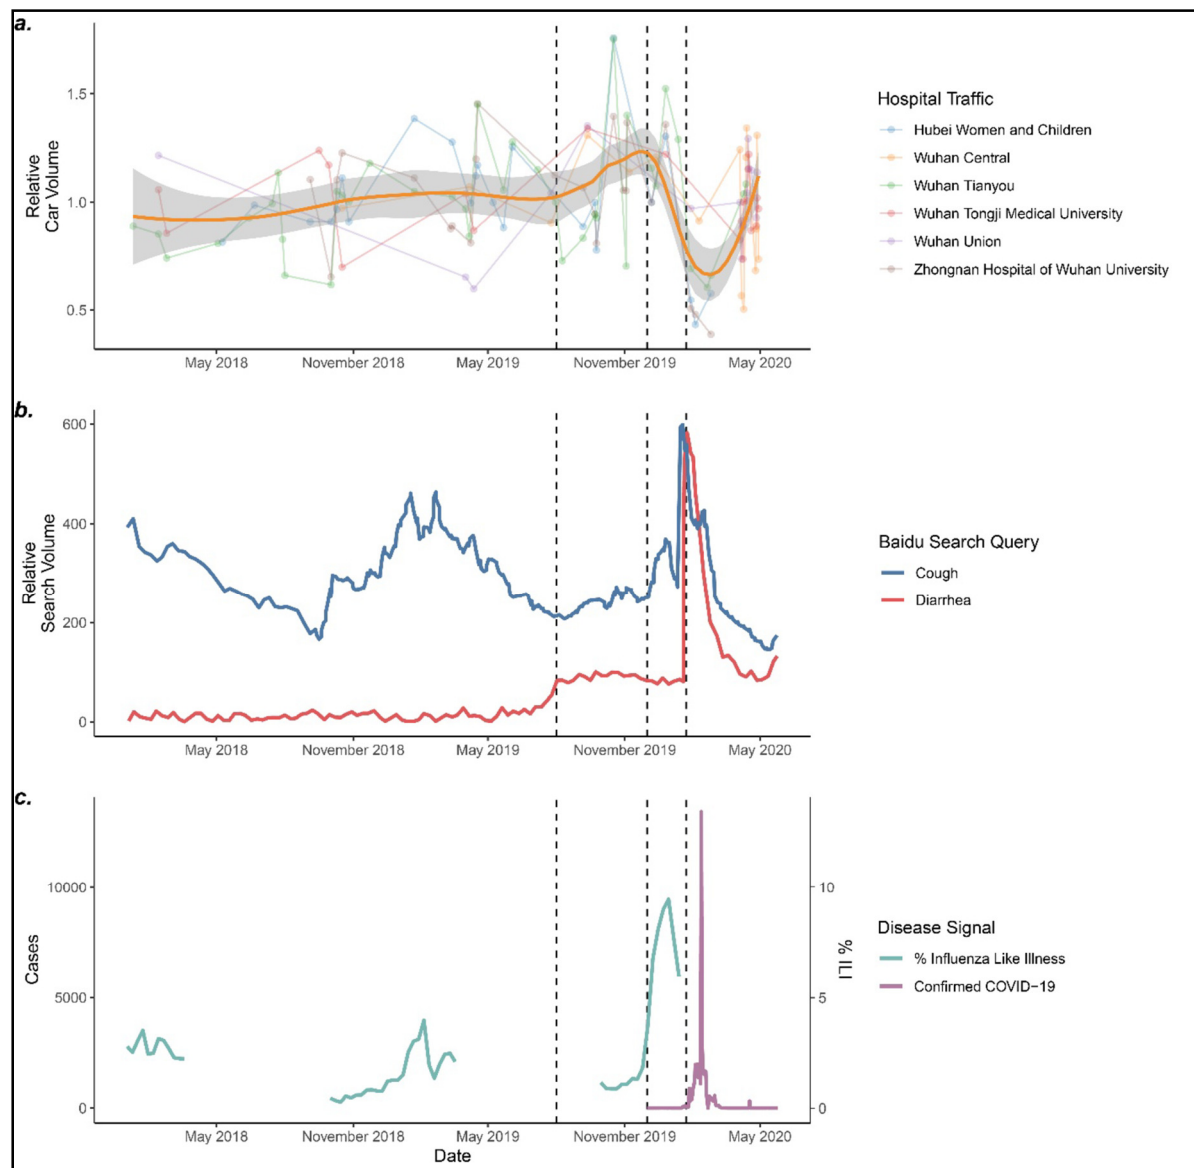 a.
Relative
Car Volume
1.5
1.0
0.5
May 2018
November 2018
May 2019
November 2019
May 2020
Hospital Traffic
Hubei Women and Children
Wuhan Central
Wuhan Tianyou
Wuhan Tongji Medical University
Wuhan Union
Zhongnan Hospital of Wuhan University
b.
Relative
Search Volume
600
400
200
0
May 2018
November 2018
May 2019
November 2019
May 2020
Baidu Search Query
Cough
Diarrhea
c.
Cases
10000
5000
0
10
5
0
% ILI
May 2018
November 2018
May 2019
November 2019
May 2020
Date
Disease Signal
% Influenza Like Illness
Confirmed COVID−19